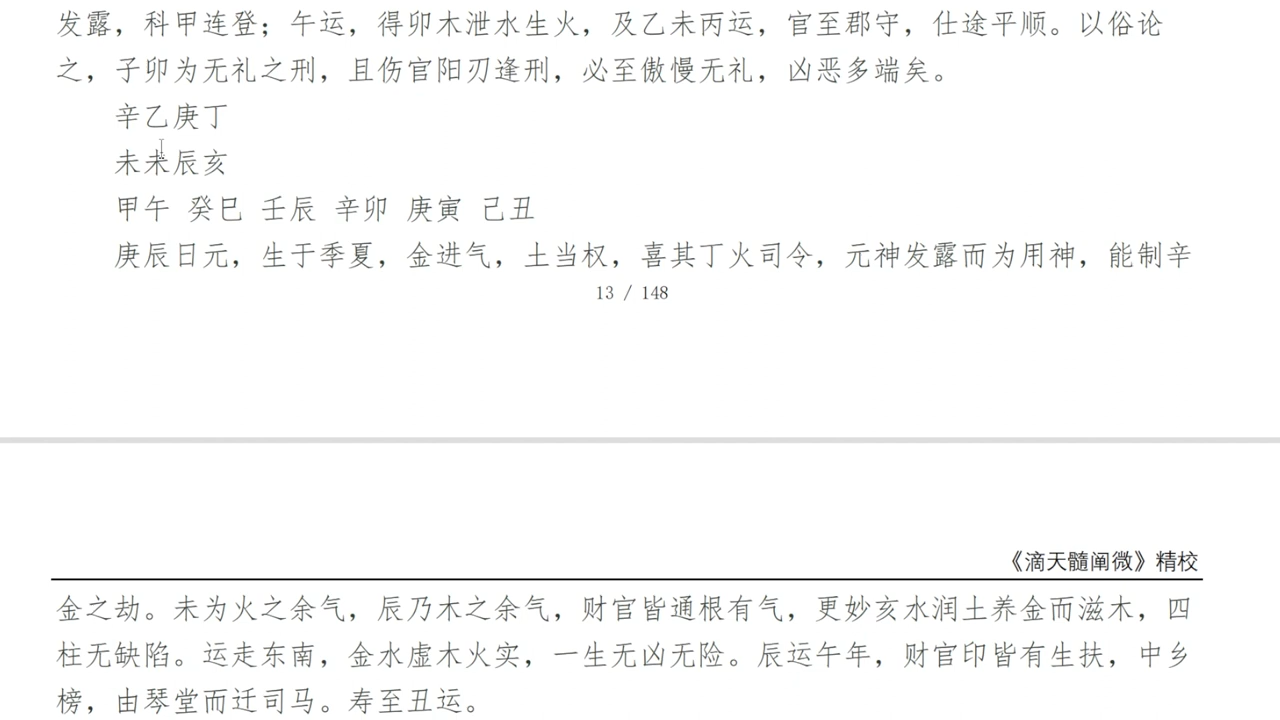 发露，科甲连登；午运，得卯木泄水生火，及乙未丙运，官至郡守，仕途平顺。以俗论
之，子卯为无礼之刑，且伤官阳刃逢刑，必至傲慢无礼，凶恶多端矣。
辛乙庚丁
未未辰亥
甲午 癸巳 壬辰 辛卯 庚寅 己丑
庚辰日元，生于季夏，金进气，土当权，喜其丁火司令，元神发露而为用神，能制辛
13 / 148
《滴天髓阐微》精校
金之劫。未为火之余气，辰乃木之余气，财官皆通根有气，更妙亥水润土养金而滋木，四
柱无缺陷。运走东南，金水虚木火实，一生无凶无险。辰运午年，财官印皆有生扶，中乡
榜，由琴堂而迁司马。寿至丑运。